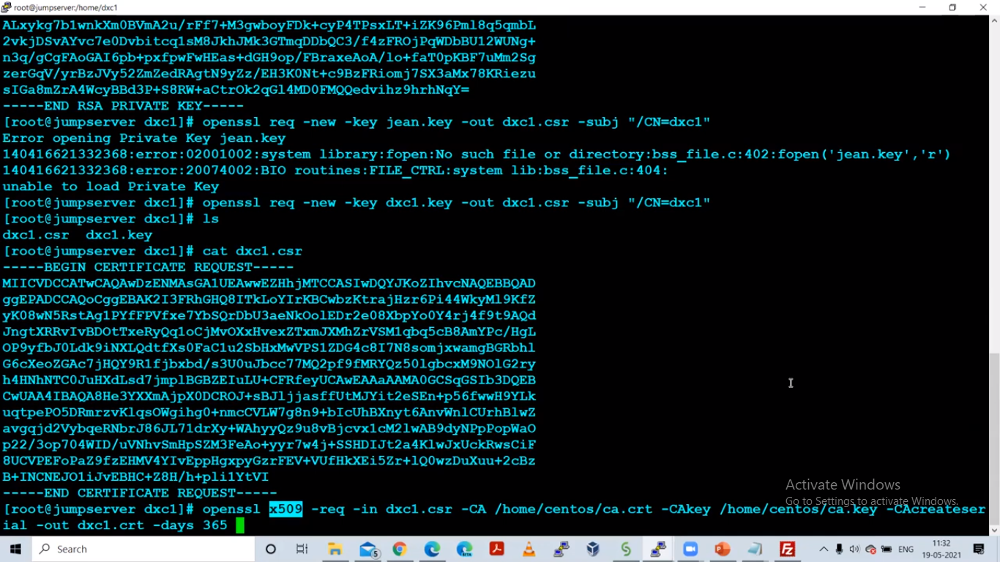 root@jumpserver:/home/dxc1
ALxykg7b1wnkXm0BVmA2u/rFf7+M3gwboyFDk+cyP4TPsxLT+iZK96Pml8q5qmbL
2vkjDSvAYvc7e0Dvbitcq1sM8JkhJMk3GTmqDDbQC3/f4zFROjPqWDbBU12WUNg+
n3q/gCgFAoGAI6pb+pxfpwFwHEas+dGH9op/FBraxeAoA/lo+faT0pKBF7uMm2Sg
zerGqV/yrBzJVy52ZmZedRAgtN9yZz/EH3K0Nt+c9BzFRiomj7SX3aMx78KRiezu
sIGa8mZrA4WcyBBd3P+S8RW+aCtrOk2qGl4MD0FMQQedvihz9hrhNqY=
-----END RSA PRIVATE KEY-----
[root@jumpserver dxc1]# openssl req -new -key jean.key -out dxc1.csr -subj "/CN=dxc1"
Error opening Private Key jean.key
140416621332368:error:02001002:system library:fopen:No such file or directory:bss_file.c:402:fopen('jean.key','r')
140416621332368:error:20074002:BIO routines:FILE_CTRL:system lib:bss_file.c:404:
unable to load Private Key
[root@jumpserver dxc1]# openssl req -new -key dxc1.key -out dxc1.csr -subj "/CN=dxc1"
[root@jumpserver dxc1]# ls
dxc1.csr  dxc1.key
[root@jumpserver dxc1]# cat dxc1.csr
-----BEGIN CERTIFICATE REQUEST-----
MIICVDCCATwCAQAwDzENMAsGA1UEAwwEZHhjMTCCASIwDQYJKoZIhvcNAQEBBQAD
ggEPADCCAQoCggEBAK2I3FRhGHQ8ITkLoYIrKBCwbzKtrajHzr6Pi44WkyMl9KfZ
yK08wN5RstAg1PYfFPVfxe7YbSQrDbU3aeNkOolEDr2e08XbpYo0Y4rj4f9t9AQd
JngtXRRvIvBDOtTxeRyQq1oCjMvOXxHvexZTxmJXMhZrVSM1qbq5cB8AmYPc/HgL
OP9yfbJ0Ldk9iNXLQdtfXs0FaC1u2SbHxMwVPS1ZDG4c8I7N8somjxwamgBGRbhl
G6cXeoZGAc7jHQY9R1fjbxbd/s3U0uJbcc77MQ2pf9fMRYQz50lgbcxM9NOlG2ry
h4HNhNTC0JuHXdLsd7jmplBGBZEIuLU+CFRfeyUCAwEAAaAAMA0GCSqGSIb3DQEB
CwUAA4IBAQA8He3YXXmAjpX0DCROJ+sBJljjasffUtMJYit2eSEn+p56fwwH9YLk
uqtpePO5DRmrzvKlqsOWgihg0+nmcCVLW7g8n9+bIcUhBXnyt6AnvWnlCUrhBlwZ
avgqjd2VybqeRNbrJ86JL71drXy+WAhyyQz9u8vBjcvx1cM2lwAB9dyNPpPopWaO
p22/3op704WID/uVNhvSmHpSZM3FeAo+yyr7w4j+SSHDIJt2a4KlwJxUckRwsCiF
8UCVPEFoPaZ9fzEHMV4YIvEppHgxpyGzrFEV+VUfHkXEi5Zr+lQ0wzDuXuu+2cBz
B+INCNEJO1iJvEBHC+Z8H/h+pli1YtVI
-----END CERTIFICATE REQUEST-----
[root@jumpserver dxc1]# openssl x509 -req -in dxc1.csr -CA /home/centos/ca.crt -CAkey /home/centos/ca.key -CAcreateser
ial -out dxc1.crt -days 365
Activate Windows
Go to Settings to activate Windows.
Search
5
ENG
11:32
19-05-2021